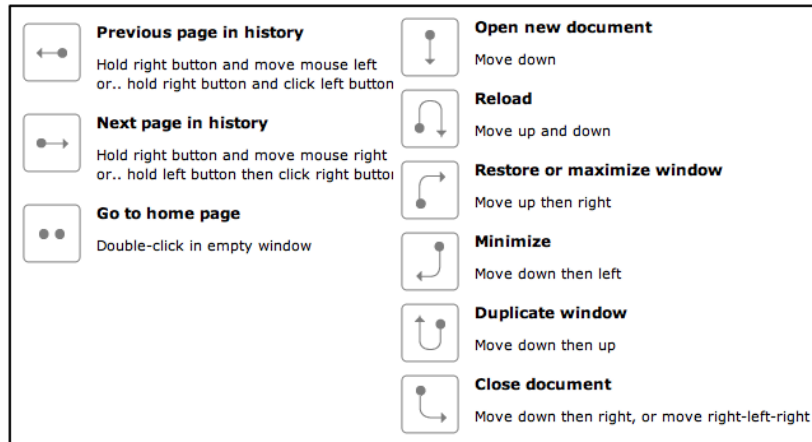 Previous page in history
Hold right button and move mouse left
or.. hold right button and click left button
Next page in history
Hold right button and move mouse right
or.. hold left button then click right button
Go to home page
Double-click in empty window
Open new document
Move down
Reload
Move up and down
Restore or maximize window
Move up then right
Minimize
Move down then left
Duplicate window
Move down then up
Close document
Move down then right, or move right-left-right